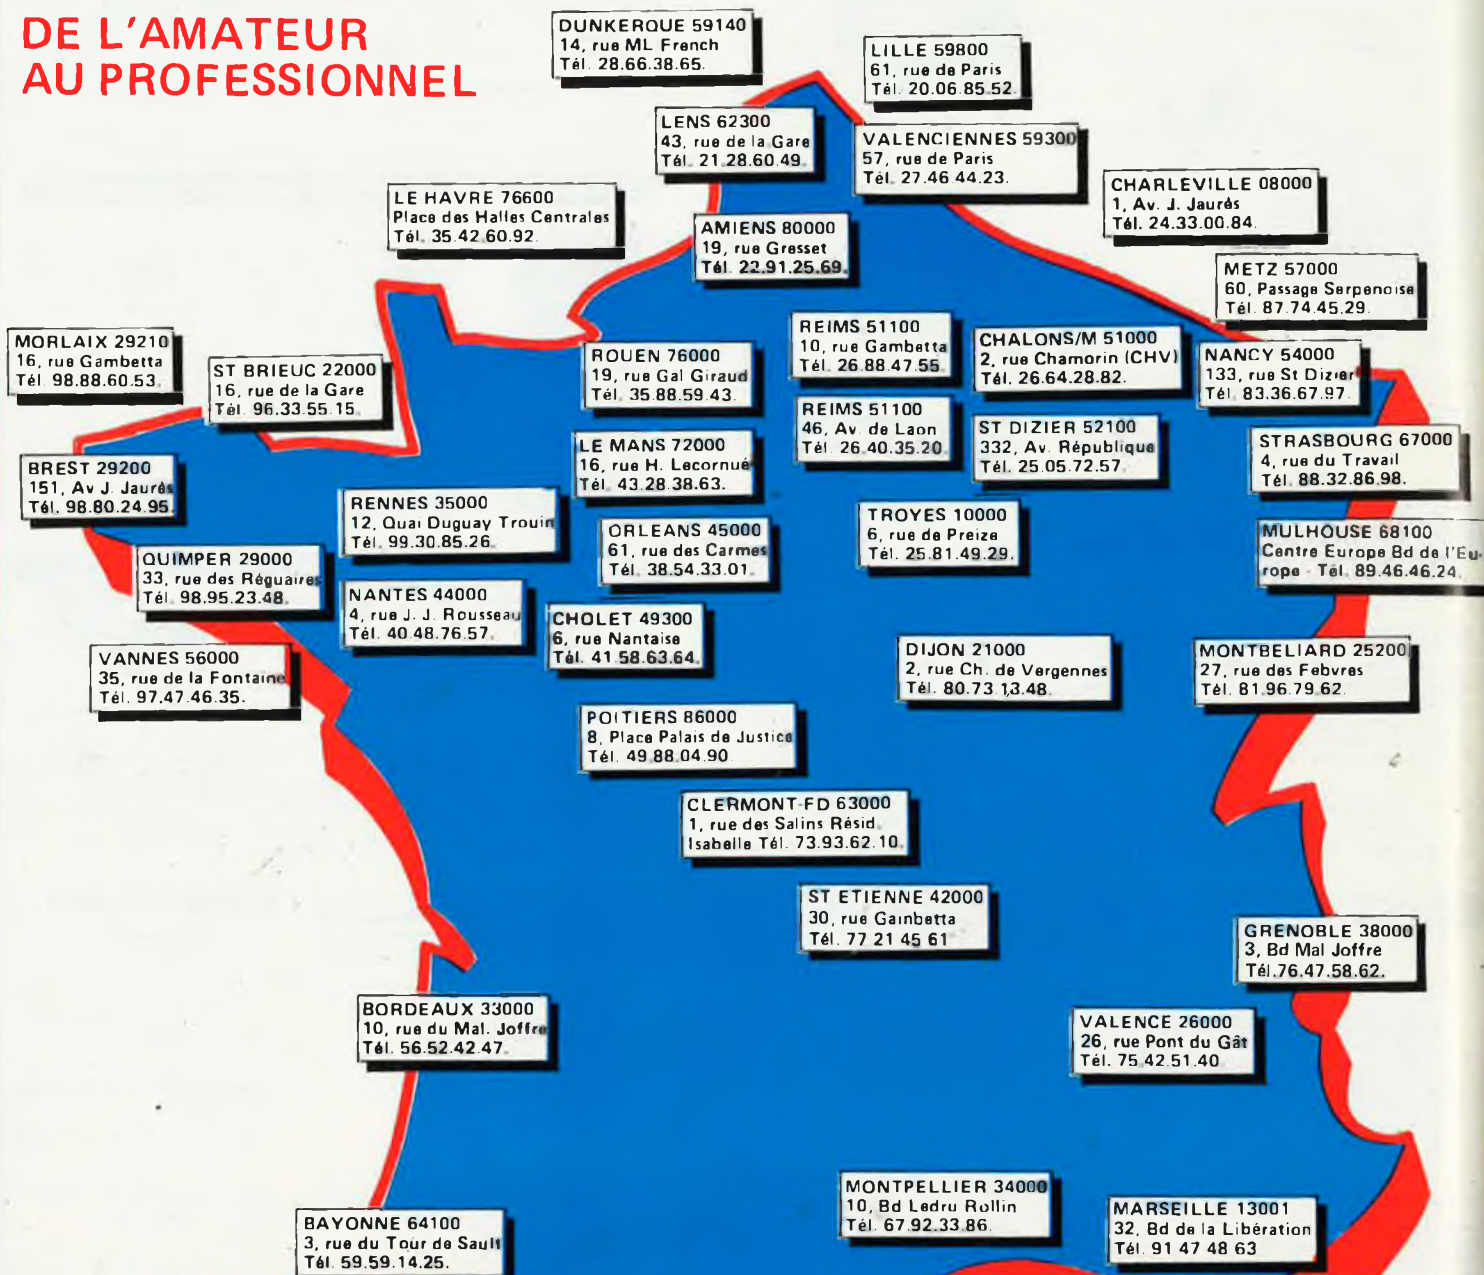 DE L'AMATEUR
AU PROFESSIONNEL
DUNKERQUE 59140
14, rue ML French
Tél. 28.66.38.65.
LILLE 59800
61, rue de Paris
Tél. 20.06.85.52.
LENS 62300
43, rue de la Gare
Tél. 21.28.60.49.
VALENCIENNES 59300
57, rue de Paris
Tél. 27.46 44.23.
CHARLEVILLE 08000
1, Av. J. Jaurès
Tél. 24.33.00.84.
LE HAVRE 76600
Place des Halles Centrales
Tél. 35.42.60.92.
AMIENS 80000
19, rue Gresset
Tél. 22.91.25.69.
METZ 57000
60, Passage Serpenoise
Tél. 87.74.45.29.
MORLAIX 29210
16, rue Gambetta
Tél. 98.88.60.53.
ST BRIEUC 22000
16, rue de la Gare
Tél. 96.33.55.15.
ROUEN 76000
19, rue Gal Giraud
Tél. 35.88.59.43.
REIMS 51100
10, rue Gambetta
Tél. 26.88.47.55.
CHALONS/M 51000
2, rue Chamorin (CHV)
Tél. 26.64.28.82.
NANCY 54000
133, rue St Dizier
Tél. 83.36.67.97.
REIMS 51100
46, Av. de Laon
Tél. 26.40.35.20.
ST DIZIER 52100
332, Av. République
Tél. 25.05.72.57.
STRASBOURG 67000
4, rue du Travail
Tél. 88.32.86.98.
BREST 29200
151, Av J. Jaurès
Tél. 98.80.24.95.
LE MANS 72000
16, rue H. Lecornué
Tél. 43.28.38.63.
RENNES 35000
12, Quai Duguay Trouin
Tél. 99.30.85.26.
ORLEANS 45000
61, rue des Carmes
Tél. 38.54.33.01.
TROYES 10000
6, rue de Preize
Tél. 25.81.49.29.
MULHOUSE 68100
Centre Europe Bd de l'Eu-
rope - Tél. 89.46.46.24.
QUIMPER 29000
33, rue des Réguaires
Tél. 98.95.23.48.
NANTES 44000
4, rue J. J. Rousseau
Tél. 40.48.76.57.
CHOLET 49300
6, rue Nantaise
Tél. 41.58.63.64.
VANNES 56000
35, rue de la Fontaine
Tél. 97.47.46.35.
DIJON 21000
2, rue Ch. de Vergennes
Tél. 80.73.13.48.
MONTBELIARD 25200
27, rue des Febvres
Tél. 81.96.79.62.
POITIERS 86000
8, Place Palais de Justice
Tél. 49.88.04.90.
CLERMONT-FD 63000
1, rue des Salins Résid.
Isabelle Tél. 73.93.62.10.
ST ETIENNE 42000
30, rue Gambetta
Tél. 77 21 45 61
GRENOBLE 38000
3, Bd Mal Joffre
Tél.76.47.58.62.
BORDEAUX 33000
10, rue du Mal. Joffre
Tél. 56.52.42.47.
VALENCE 26000
26, rue Pont du Gât
Tél. 75.42.51.40
MONTPELLIER 34000
10, Bd Ledru Rollin
Tél. 67.92.33.86.
MARSEILLE 13001
32, Bd de la Libération
Tél. 91 47 48 63
BAYONNE 64100
3, rue du Tour de Sault
Tél. 59.59.14.25.